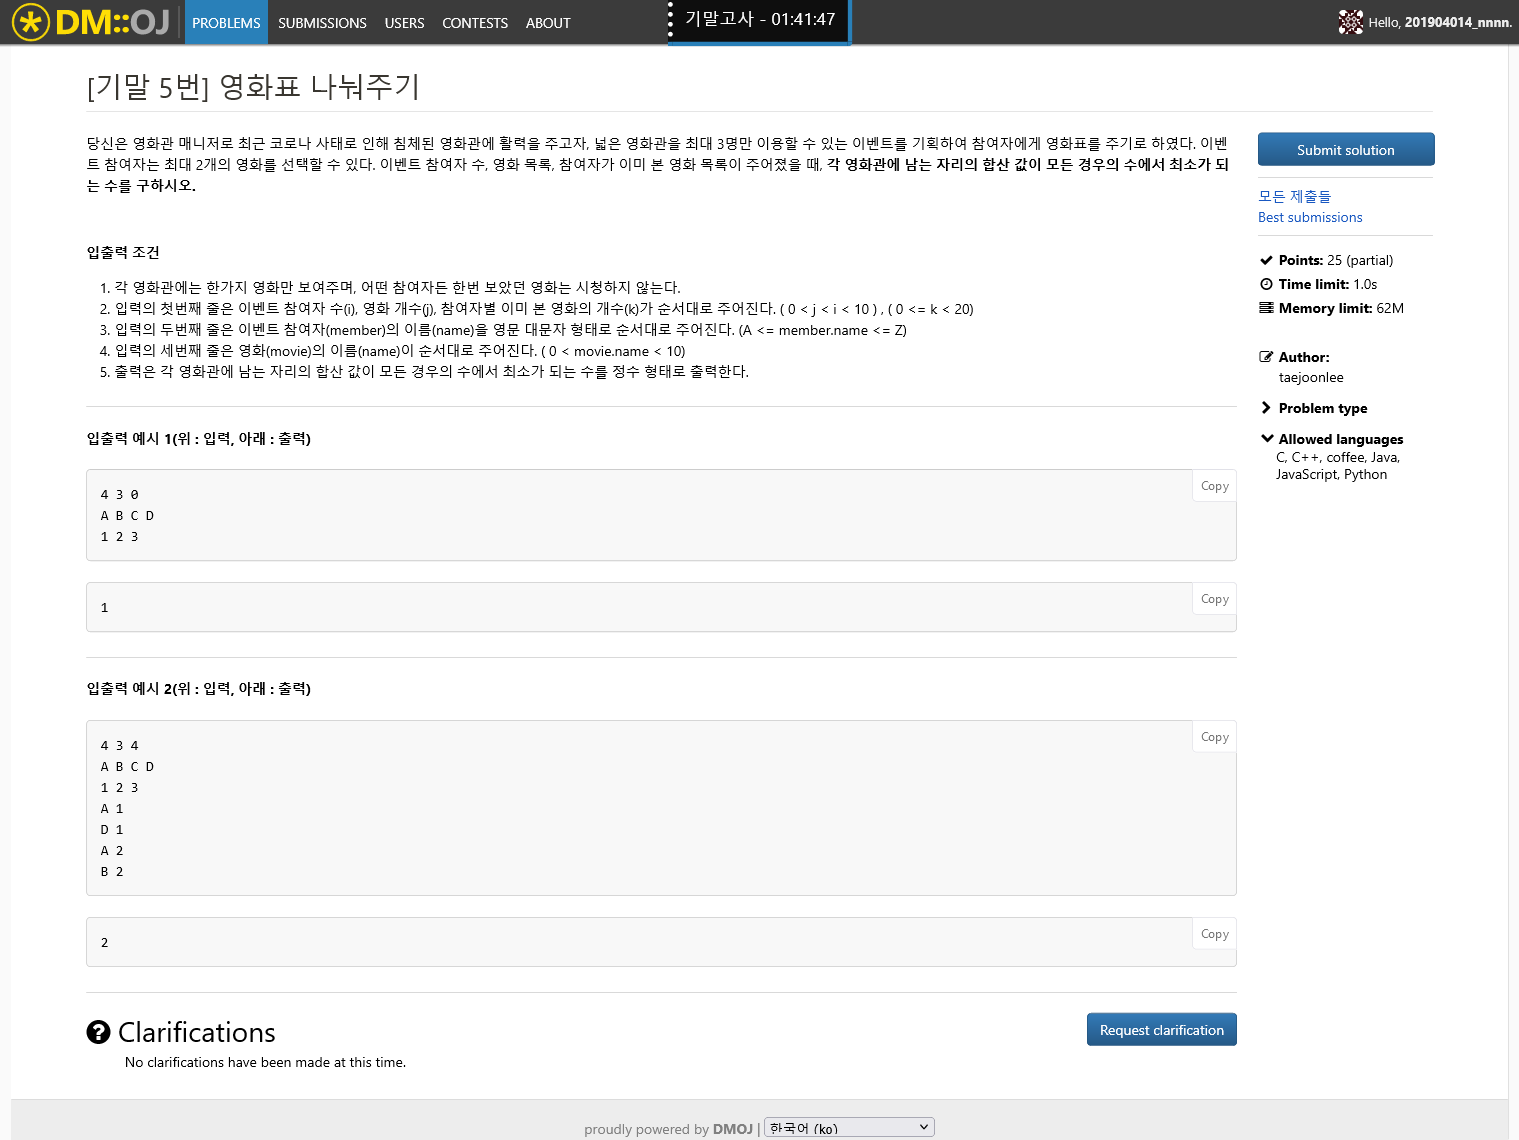 DM::OJ PROBLEMS SUBMISSIONS USERS CONTESTS ABOUT 기말고사 - 01:41:47 Hello, 201904014_nnnn.
[기말 5번] 영화표 나눠주기
당신은 영화관 매니저로 최근 코로나 사태로 인해 침체된 영화관에 활력을 주고자, 넓은 영화관을 최대 3명만 이용할 수 있는 이벤트를 기획하여 참여자에게 영화표를 주기로 하였다. 이벤
트 참여자는 최대 2개의 영화를 선택할 수 있다. 이벤트 참여자 수, 영화 목록, 참여자가 이미 본 영화 목록이 주어졌을 때, 각 영화관에 남는 자리의 합산 값이 모든 경우의 수에서 최소가 되
는 수를 구하시오.
입출력 조건
1. 각 영화관에는 한가지 영화만 보여주며, 어떤 참여자든 한번 보았던 영화는 시청하지 않는다.
2. 입력의 첫번째 줄은 이벤트 참여자 수(i), 영화 개수(j), 참여자별 이미 본 영화의 개수(k)가 순서대로 주어진다. ( 0 < j < i < 10 ) , ( 0 <= k < 20)
3. 입력의 두번째 줄은 이벤트 참여자(member)의 이름(name)을 영문 대문자 형태로 순서대로 주어진다. (A <= member.name <= Z)
4. 입력의 세번째 줄은 영화(movie)의 이름(name)이 순서대로 주어진다. ( 0 < movie.name < 10)
5. 출력은 각 영화관에 남는 자리의 합산 값이 모든 경우의 수에서 최소가 되는 수를 정수 형태로 출력한다.
입출력 예시 1(위 : 입력, 아래 : 출력)
Copy
4 3 0
A B C D
1 2 3
Copy
1
입출력 예시 2(위 : 입력, 아래 : 출력)
Copy
4 3 4
A B C D
1 2 3
A 1
D 1
A 2
B 2
Copy
2
Clarifications
Request clarification
No clarifications have been made at this time.
Submit solution
모든 제출들
Best submissions
Points: 25 (partial)
Time limit: 1.0s
Memory limit: 62M
Author:
taejoonlee
Problem type
Allowed languages
C, C++, coffee, Java,
JavaScript, Python
proudly powered by DMOJ | 한국어 (ko)